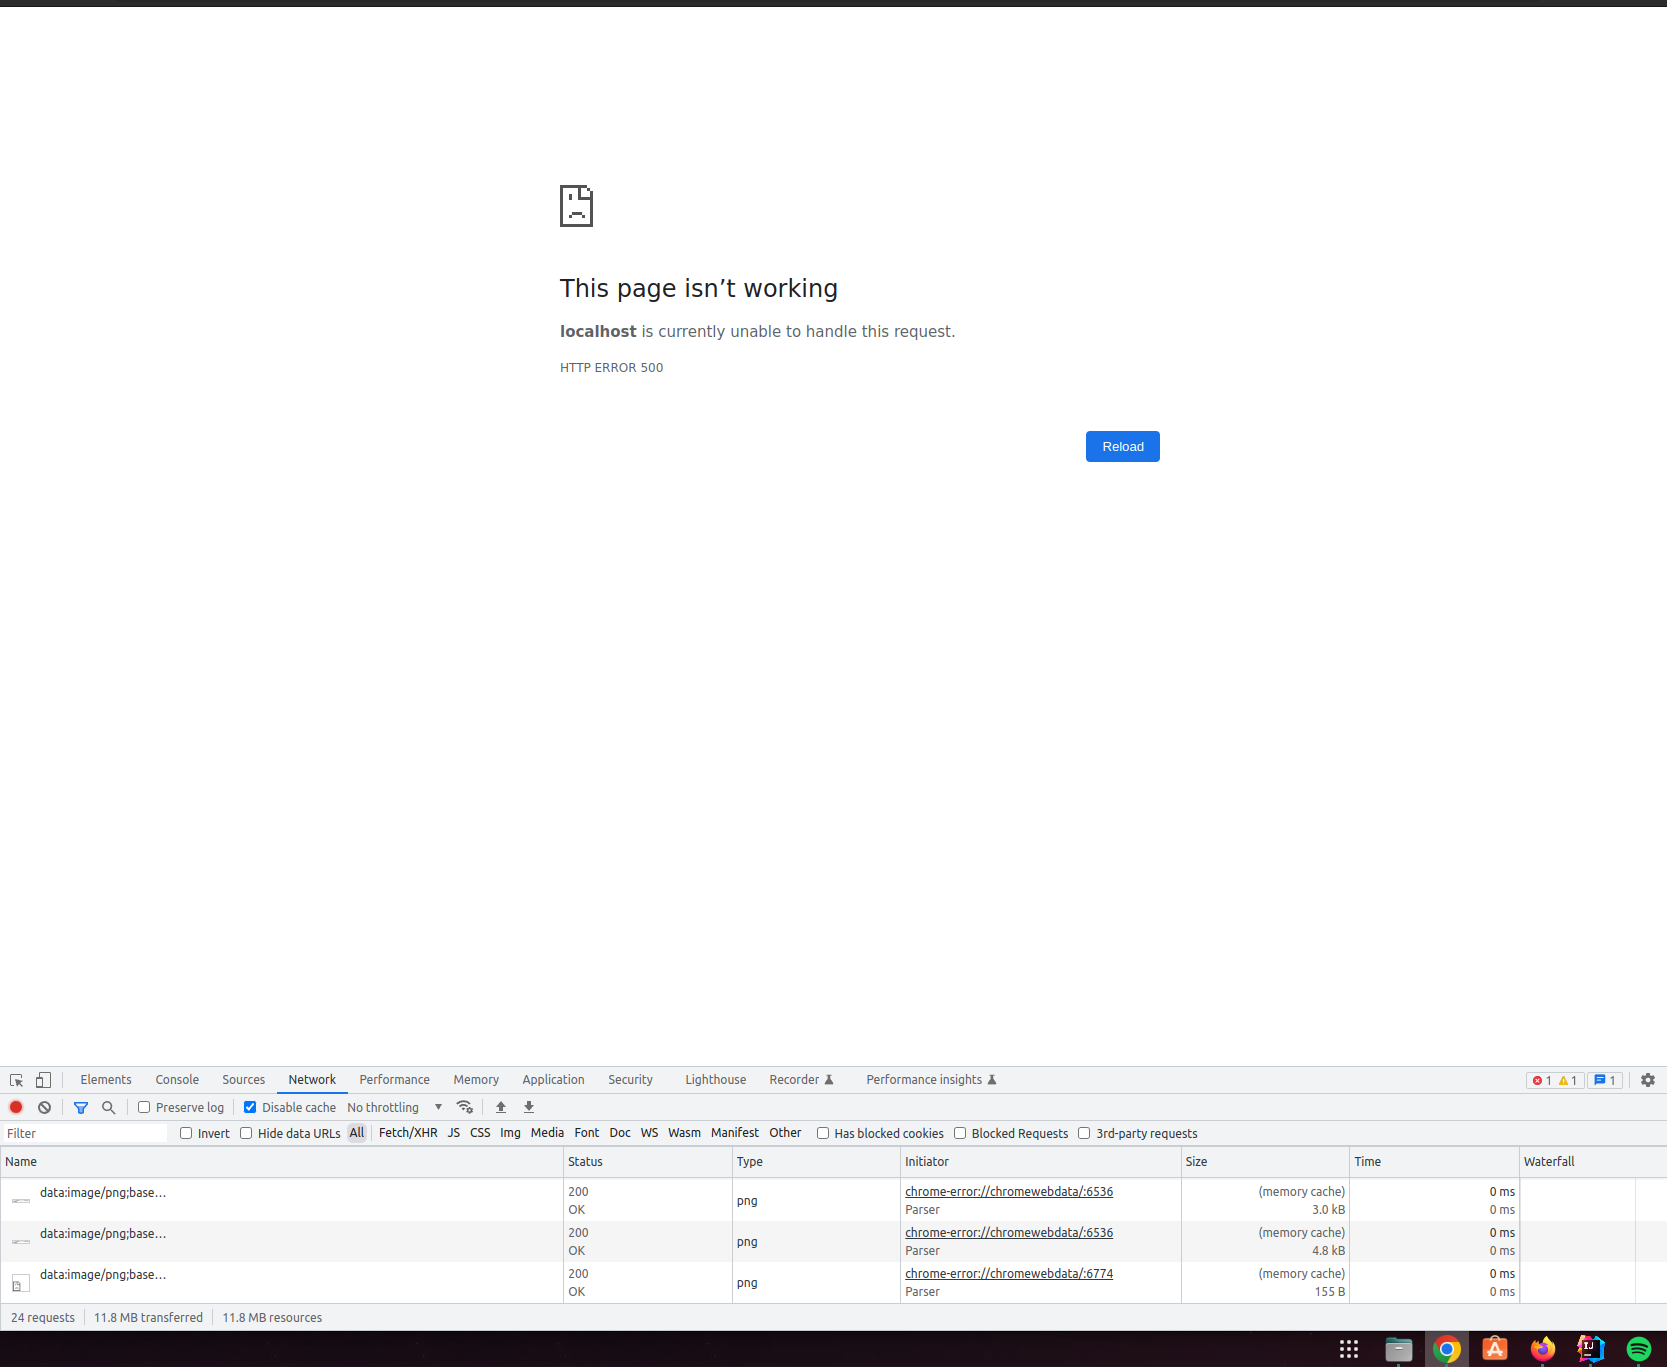 This page isn’t working
localhost is currently unable to handle this request.
HTTP ERROR 500
Reload
Elements Console Sources Network Performance Memory Application Security Lighthouse Recorder Performance insights 1 1 1
Preserve log Disable cache No throttling
Filter Invert Hide data URLs All Fetch/XHR JS CSS Img Media Font Doc WS Wasm Manifest Other Has blocked cookies Blocked Requests 3rd-party requests
Name Status Type Initiator Size Time Waterfall
data:image/png;base… 200 png chrome-error://chromewebdata/:6536 (memory cache) 0 ms
OK Parser 3.0 kB 0 ms
data:image/png;base… 200 png chrome-error://chromewebdata/:6536 (memory cache) 0 ms
OK Parser 4.8 kB 0 ms
data:image/png;base… 200 png chrome-error://chromewebdata/:6774 (memory cache) 0 ms
OK Parser 155 B 0 ms
24 requests 11.8 MB transferred 11.8 MB resources